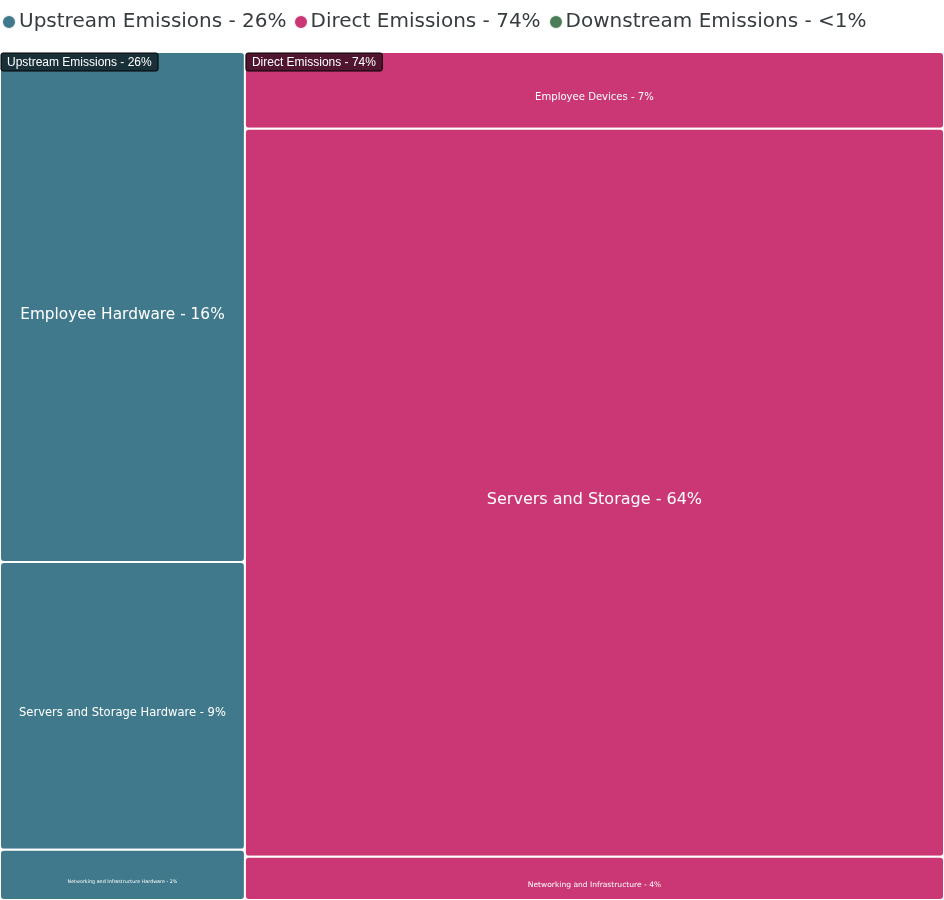 Upstream Emissions - 26% Direct Emissions - 74% Downstream Emissions - <1%
Upstream Emissions - 26%
Employee Hardware - 16%
Servers and Storage Hardware - 9%
Networking and Infrastructure Hardware - 2%
Direct Emissions - 74%
Employee Devices - 7%
Servers and Storage - 64%
Networking and Infrastructure - 4%